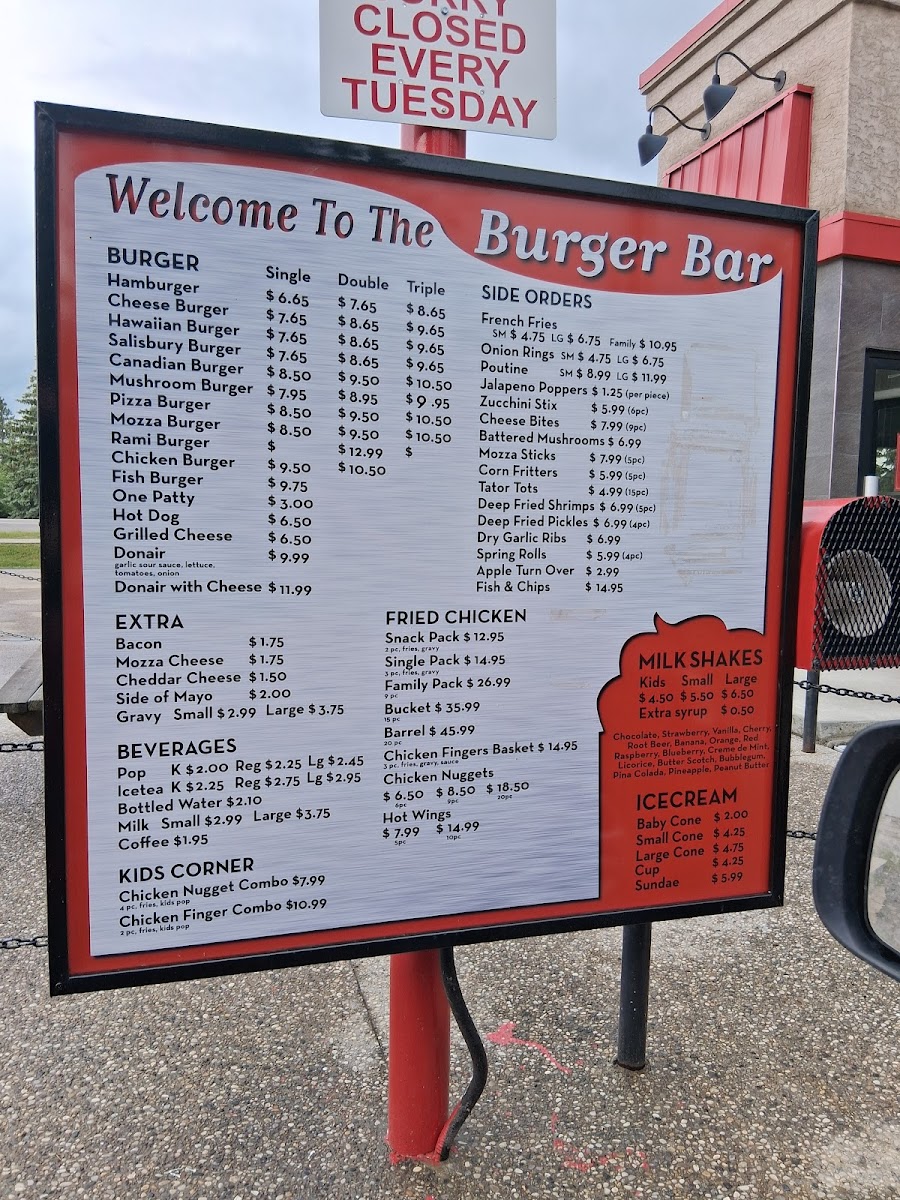 CLOSED
EVERY
TUESDAY
Welcome To The Burger Bar
BURGER Single Double Triple
Hamburger $ 6.65 $ 7.65 $ 8.65
Cheese Burger $ 7.65 $ 8.65 $ 9.65
Hawaiian Burger $ 7.65 $ 8.65 $ 9.65
Salisbury Burger $ 7.65 $ 8.65 $ 9.65
Canadian Burger $ 8.50 $ 9.50 $ 10.50
Mushroom Burger $ 7.95 $ 8.95 $ 9.95
Pizza Burger $ 8.50 $ 9.50 $ 10.50
Mozza Burger $ 8.50 $ 9.50 $ 10.50
Rami Burger $ $ 12.99 $
Chicken Burger $ 9.50 $ 10.50
Fish Burger $ 9.75
One Patty $ 3.00
Hot Dog $ 6.50
Grilled Cheese $ 6.50
Donair $ 9.99
garlic sour sauce, lettuce,
tomatoes, onion
Donair with Cheese $ 11.99
EXTRA
Bacon $ 1.75
Mozza Cheese $ 1.75
Cheddar Cheese $ 1.50
Side of Mayo $ 2.00
Gravy Small $ 2.99 Large $ 3.75
BEVERAGES
Pop K $ 2.00 Reg $ 2.25 Lg $ 2.45
Icetea K $ 2.25 Reg $ 2.75 Lg $ 2.95
Bottled Water $2.10
Milk Small $2.99 Large $3.75
Coffee $1.95
KIDS CORNER
Chicken Nugget Combo $7.99
4 pc, fries, kids pop
Chicken Finger Combo $10.99
2 pc, fries, kids pop
SIDE ORDERS
French Fries
SM $ 4.75 LG $ 6.75 Family $ 10.95
Onion Rings SM $ 4.75 LG $ 6.75
Poutine SM $ 8.99 LG $ 11.99
Jalapeno Poppers $ 1.25 (per piece)
Zucchini Stix $ 5.99 (6pc)
Cheese Bites $ 7.99 (9pc)
Battered Mushrooms $ 6.99
Mozza Sticks $ 7.99 (5pc)
Corn Fritters $ 5.99 (5pc)
Tator Tots $ 4.99 (15pc)
Deep Fried Shrimps $ 6.99 (5pc)
Deep Fried Pickles $ 6.99 (4pc)
Dry Garlic Ribs $ 6.99
Spring Rolls $ 5.99 (4pc)
Apple Turn Over $ 2.99
Fish & Chips $ 14.95
FRIED CHICKEN
Snack Pack $ 12.95
2 pc, fries, gravy
Single Pack $ 14.95
3 pc, fries, gravy
Family Pack $ 26.99
9 pc
Bucket $ 35.99
15 pc
Barrel $ 45.99
20 pc
Chicken Fingers Basket $ 14.95
3 pc, fries, gravy, sauce
Chicken Nuggets
$ 6.50 $ 8.50 $ 18.50
6pc 9pc 20pc
Hot Wings
$ 7.99 $ 14.99
5pc 10pc
MILKSHAKES
Kids Small Large
$ 4.50 $ 5.50 $ 6.50
Extra syrup $ 0.50
Chocolate, Strawberry, Vanilla, Cherry,
Root Beer, Banana, Orange, Red
Raspberry, Blueberry, Creme de Mint,
Licorice, Butter Scotch, Bubblegum,
Pina Colada, Pineapple, Peanut Butter
ICECREAM
Baby Cone $ 2.00
Small Cone $ 4.25
Large Cone $ 4.75
Cup $ 4.25
Sundae $ 5.99